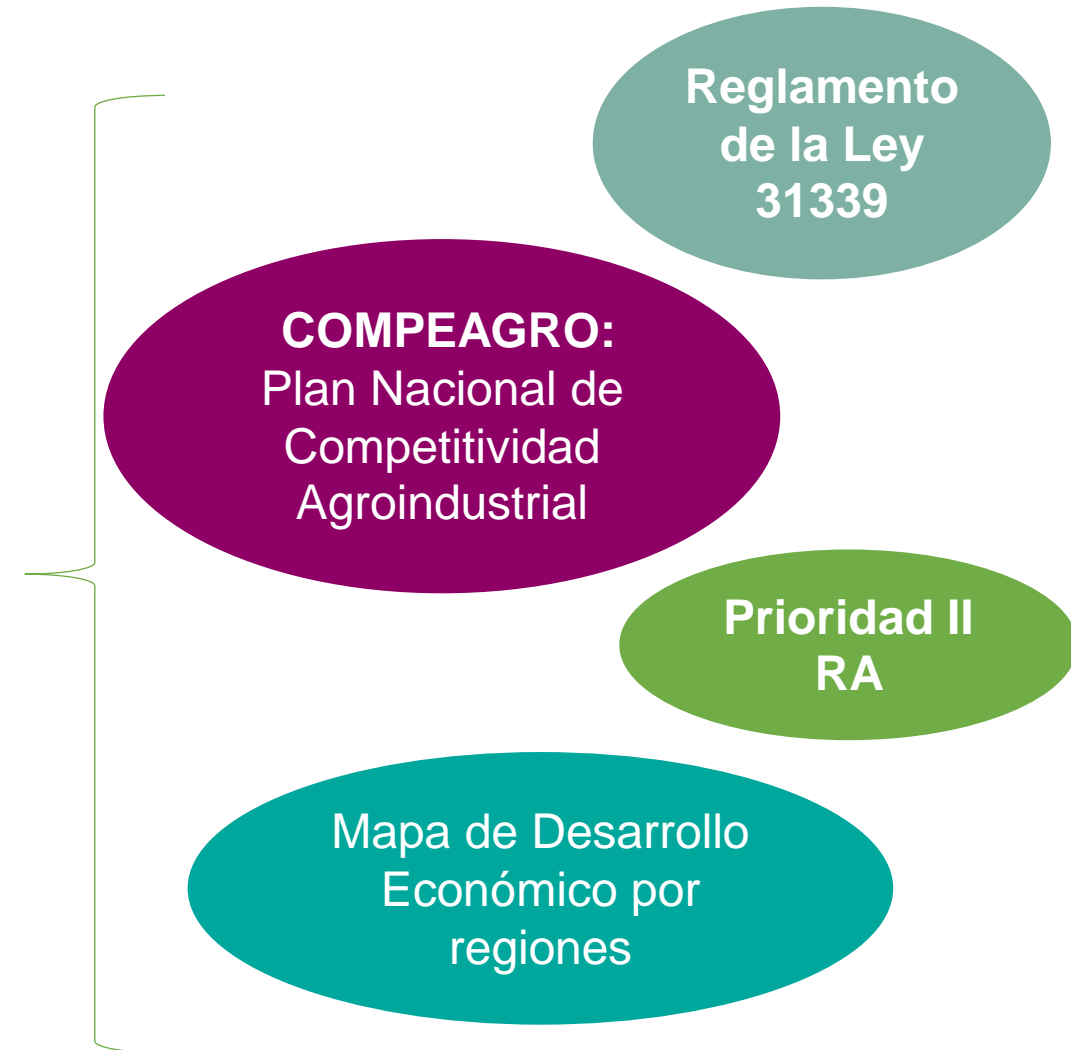 Reglamento
de la Ley
31339
COMPEAGRO:
Plan Nacional de
Competitividad
Agroindustrial
Prioridad II
RA
Mapa de Desarrollo
Económico por
regiones